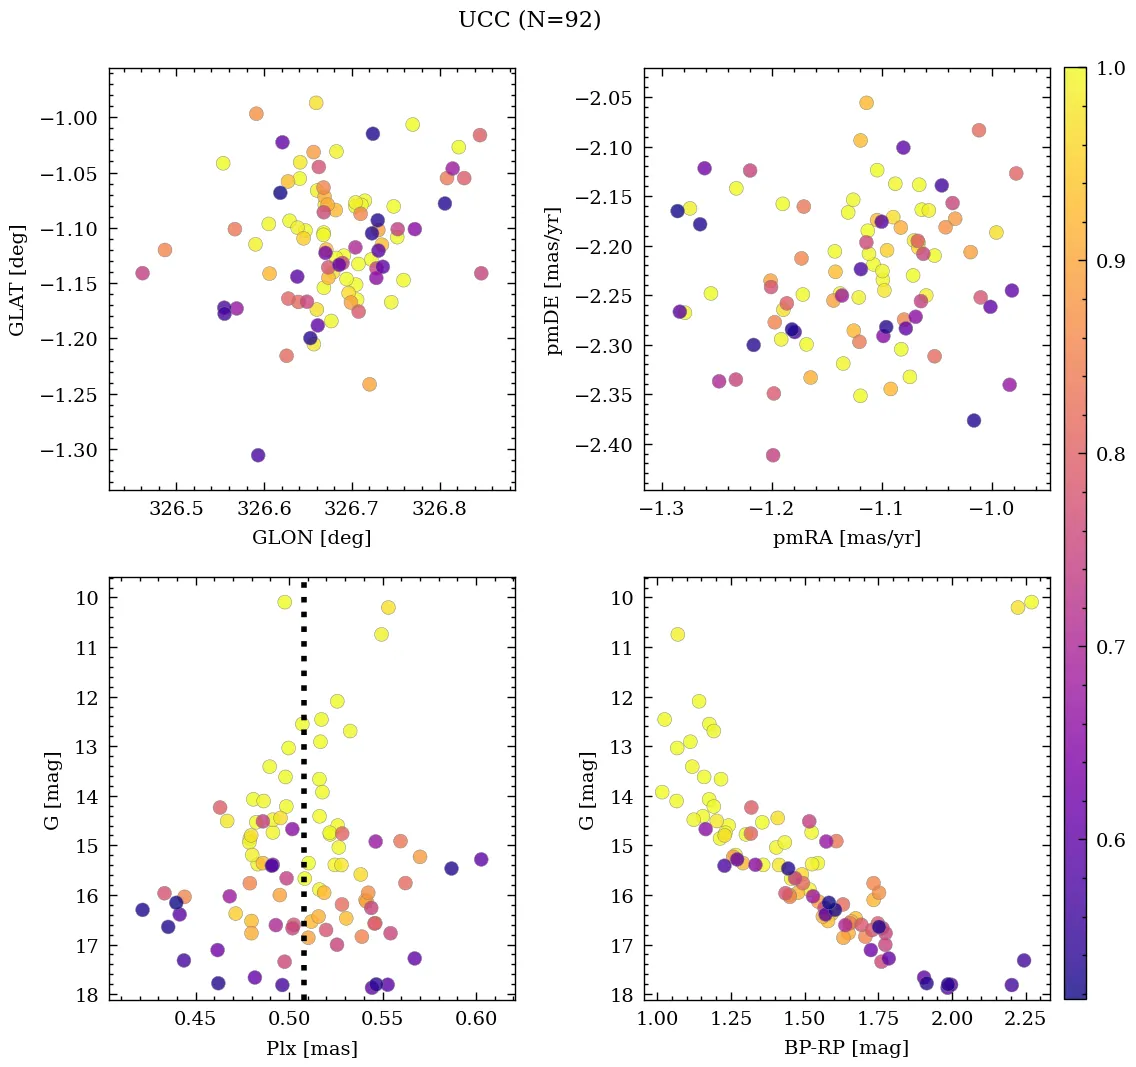 UCC (N=92)
−1.00
−1.05
−1.10
−1.15
−1.20
−1.25
−1.30
GLAT [deg]
326.5 326.6 326.7 326.8
GLON [deg]
−2.05
−2.10
−2.15
−2.20
−2.25
−2.30
−2.35
−2.40
pmDE [mas/yr]
−1.3 −1.2 −1.1 −1.0
pmRA [mas/yr]
1.0
0.9
0.8
0.7
0.6
10
11
12
13
14
15
16
17
18
G [mag]
0.45 0.50 0.55 0.60
Plx [mas]
10
11
12
13
14
15
16
17
18
G [mag]
1.00 1.25 1.50 1.75 2.00 2.25
BP-RP [mag]